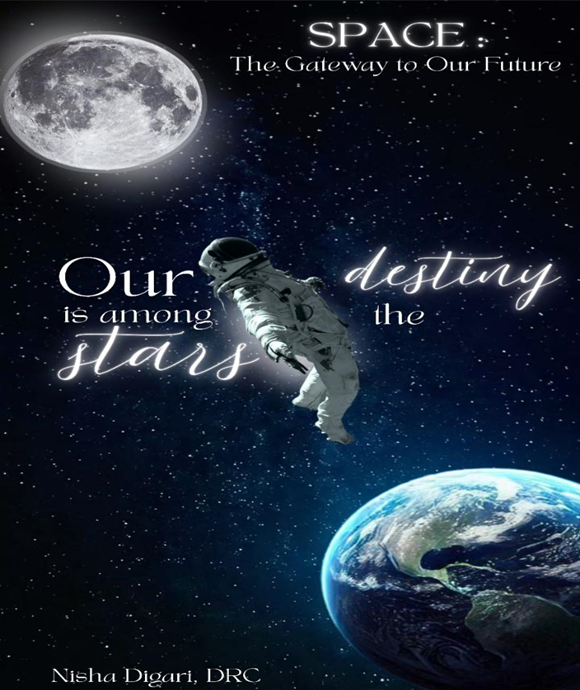 SPACE :
The Gateway to Our Future
Our destiny
is among the
stars
Nisha Digari, DRC